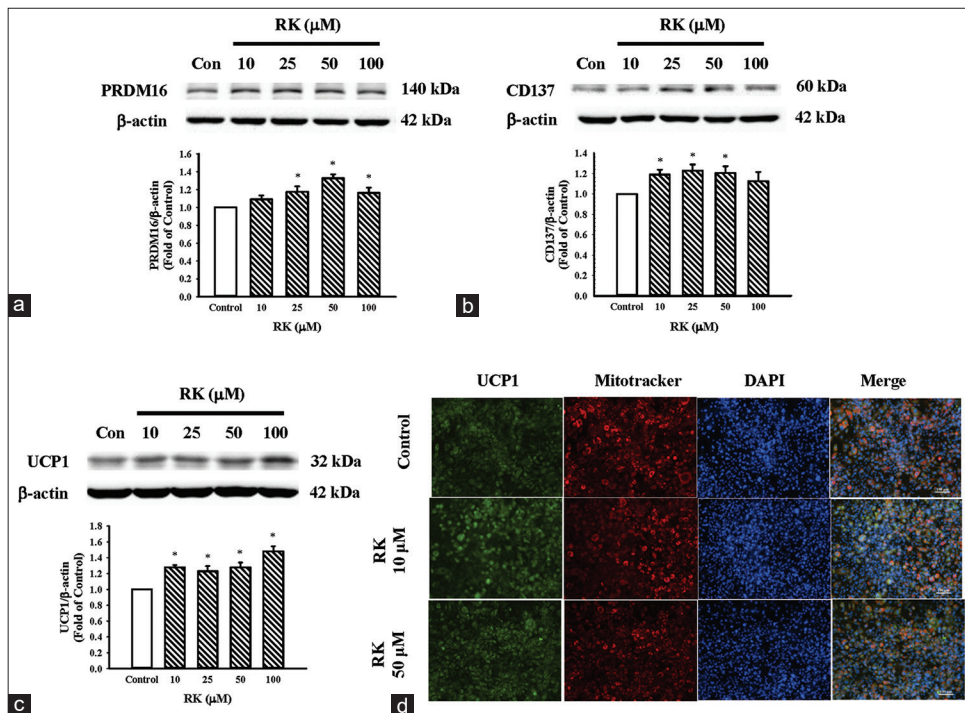 RK (μM)
Con 10 25 50 100
PRDM16 140 kDa
β-actin 42 kDa
PRDM16/β-actin
(Fold of Control)
1.6
1.4
1.2
1.0
0.8
0.6
0.4
0.2
0.0
* * *
Control 10 25 50 100
RK (μM)
a
RK (μM)
Con 10 25 50 100
CD137 60 kDa
β-actin 42 kDa
CD137/β-actin
(Fold of Control)
1.4
1.2
1.0
0.8
0.6
0.4
0.2
0.0
* * *
Control 10 25 50 100
RK (μM)
b
RK (μM)
Con 10 25 50 100
UCP1 32 kDa
β-actin 42 kDa
UCP1/β-actin
(Fold of Control)
1.8
1.6
1.4
1.2
1.0
0.8
0.6
0.4
0.2
0.0
* * * *
Control 10 25 50 100
RK (μM)
c
UCP1 Mitotracker DAPI Merge
Control
RK
10 μM
RK
50 μM
d